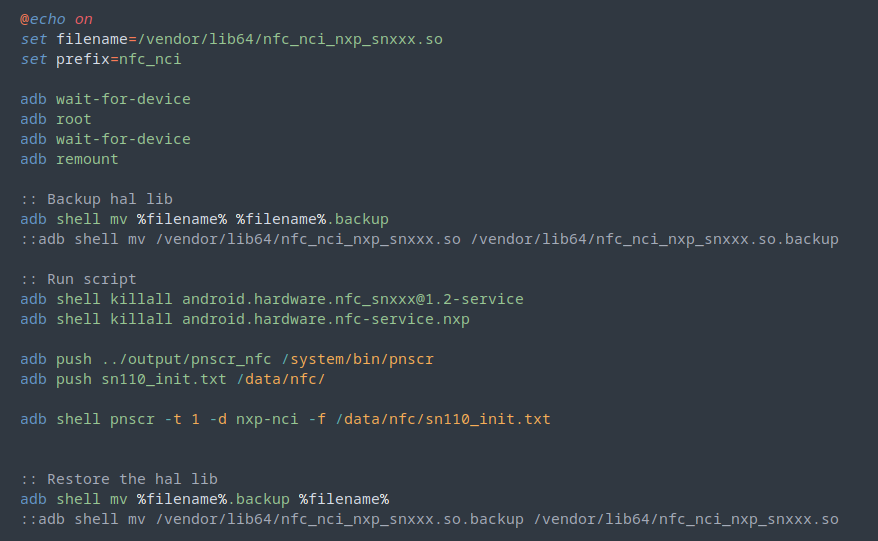 @echo on
set filename=/vendor/lib64/nfc_nci_nxp_snxxx.so
set prefix=nfc_nci
adb wait-for-device
adb root
adb wait-for-device
adb remount
:: Backup hal lib
adb shell mv %filename% %filename%.backup
::adb shell mv /vendor/lib64/nfc_nci_nxp_snxxx.so /vendor/lib64/nfc_nci_nxp_snxxx.so.backup
:: Run script
adb shell killall android.hardware.nfc_snxxx@1.2-service
adb shell killall android.hardware.nfc-service.nxp
adb push ../output/pnscr_nfc /system/bin/pnscr
adb push sn110_init.txt /data/nfc/
adb shell pnscr -t 1 -d nxp-nci -f /data/nfc/sn110_init.txt
:: Restore the hal lib
adb shell mv %filename%.backup %filename%
::adb shell mv /vendor/lib64/nfc_nci_nxp_snxxx.so.backup /vendor/lib64/nfc_nci_nxp_snxxx.so